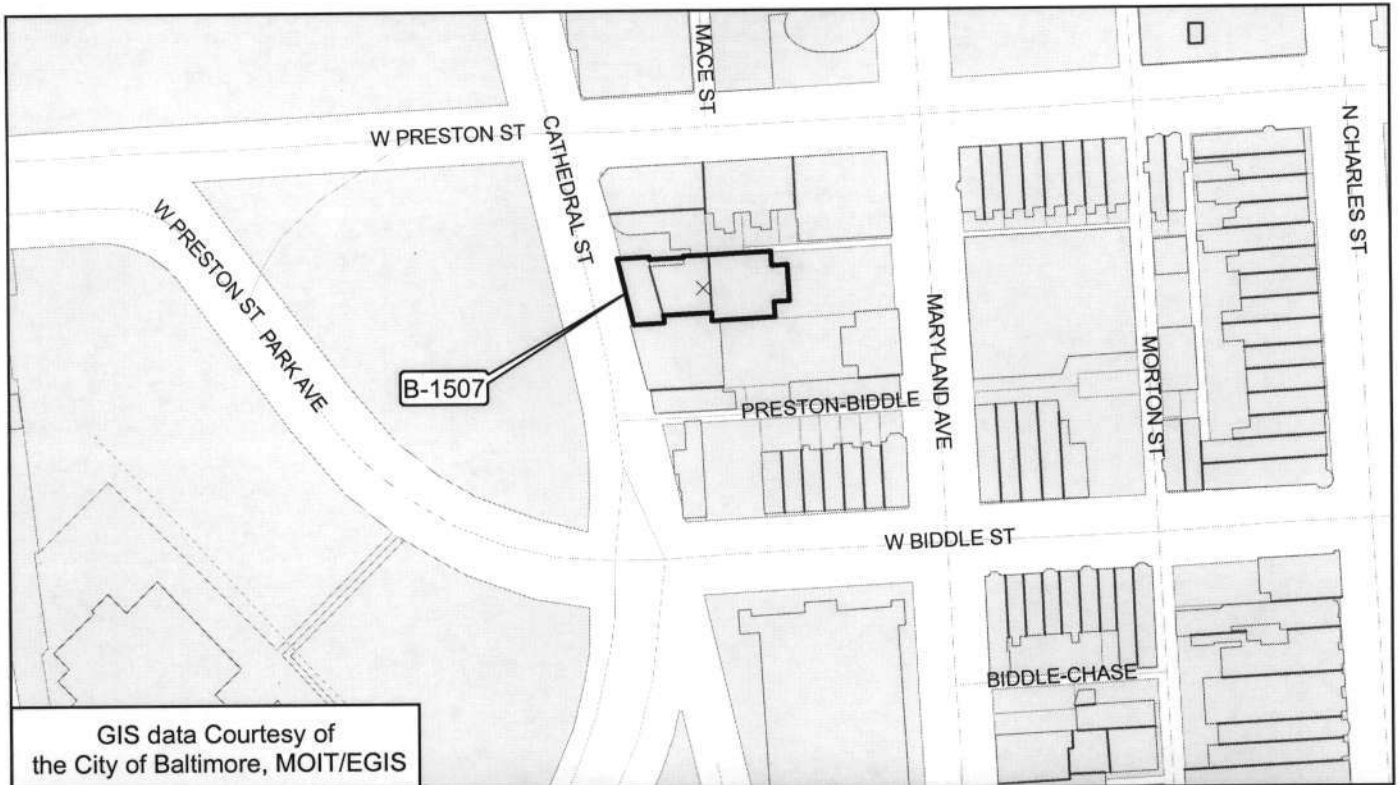 MACE ST
W PRESTON ST
CATHEDRAL ST
N CHARLES ST
W PRESTON ST
PARK AVE
B-1507
MARYLAND AVE
MORTON ST
PRESTON-BIDDLE
W BIDDLE ST
BIDDLE-CHASE
GIS data Courtesy of
the City of Baltimore, MOIT/EGIS